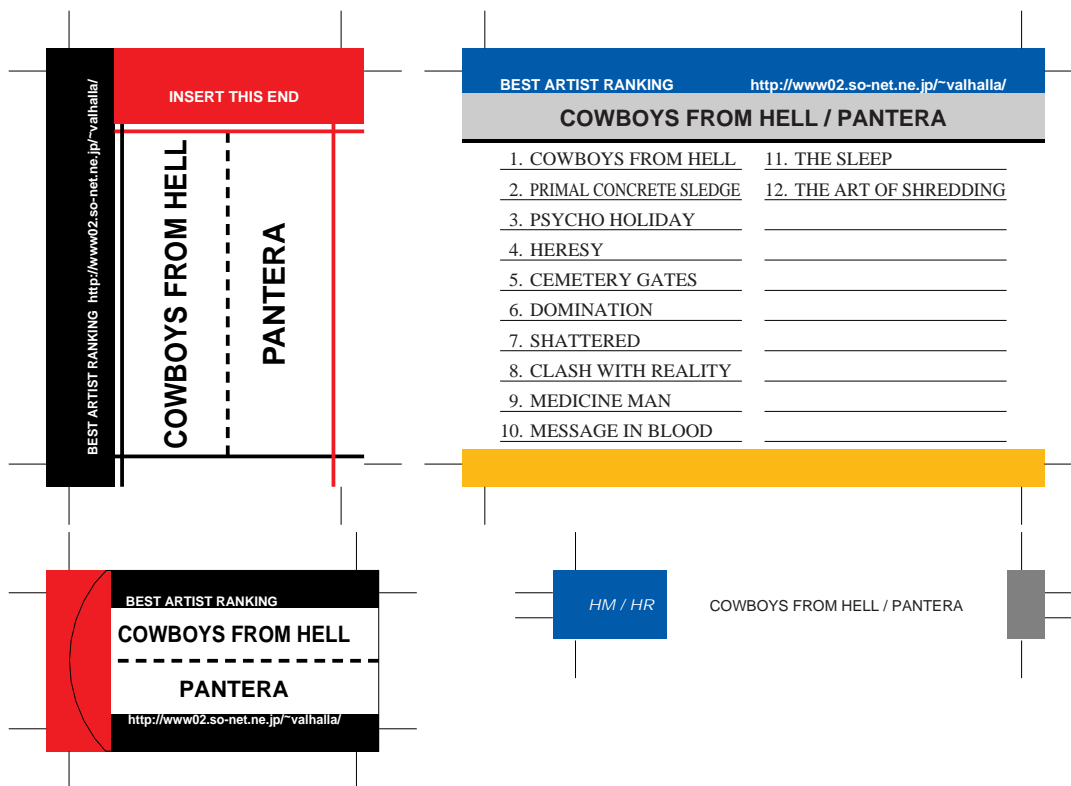 INSERT THIS END
BEST ARTIST RANKING http://www02.so-net.ne.jp/~valhalla/
COWBOYS FROM HELL
PANTERA
BEST ARTIST RANKING http://www02.so-net.ne.jp/~valhalla/
COWBOYS FROM HELL / PANTERA
1. COWBOYS FROM HELL
2. PRIMAL CONCRETE SLEDGE
3. PSYCHO HOLIDAY
4. HERESY
5. CEMETERY GATES
6. DOMINATION
7. SHATTERED
8. CLASH WITH REALITY
9. MEDICINE MAN
10. MESSAGE IN BLOOD
11. THE SLEEP
12. THE ART OF SHREDDING
BEST ARTIST RANKING
COWBOYS FROM HELL
PANTERA
http://www02.so-net.ne.jp/~valhalla/
HM / HR
COWBOYS FROM HELL / PANTERA